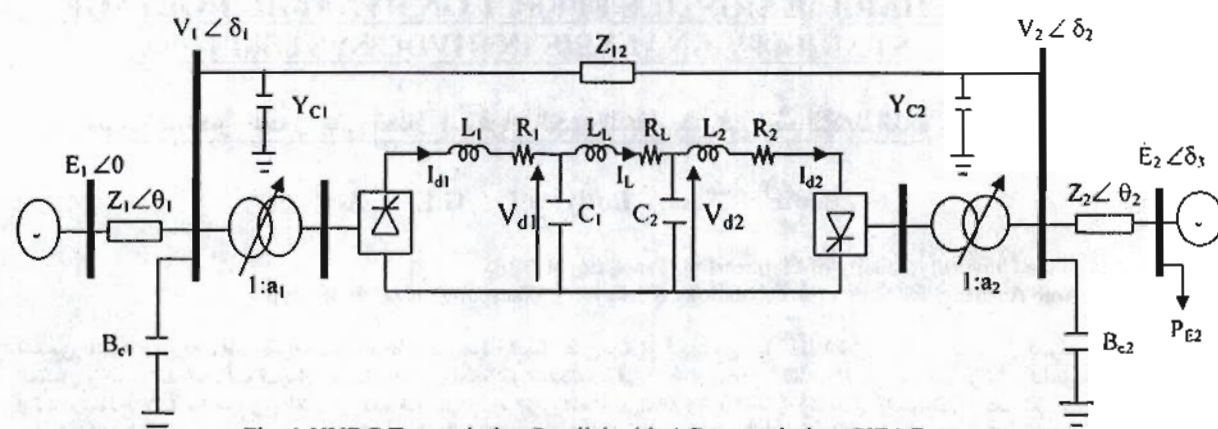 V₁∠δ₁
V₂∠δ₂
Z₁₂
Y_C1
Y_C2
L₁ R₁ L_L R_L L₂ R₂
E₁∠0
Z₁∠θ₁
I_d1
I_L
I_d2
Ė₂∠δ₃
Z₂∠θ₂
V_d1
C₁
C₂
V_d2
1:a₁
1:a₂
P_E2
B_c1
B_c2